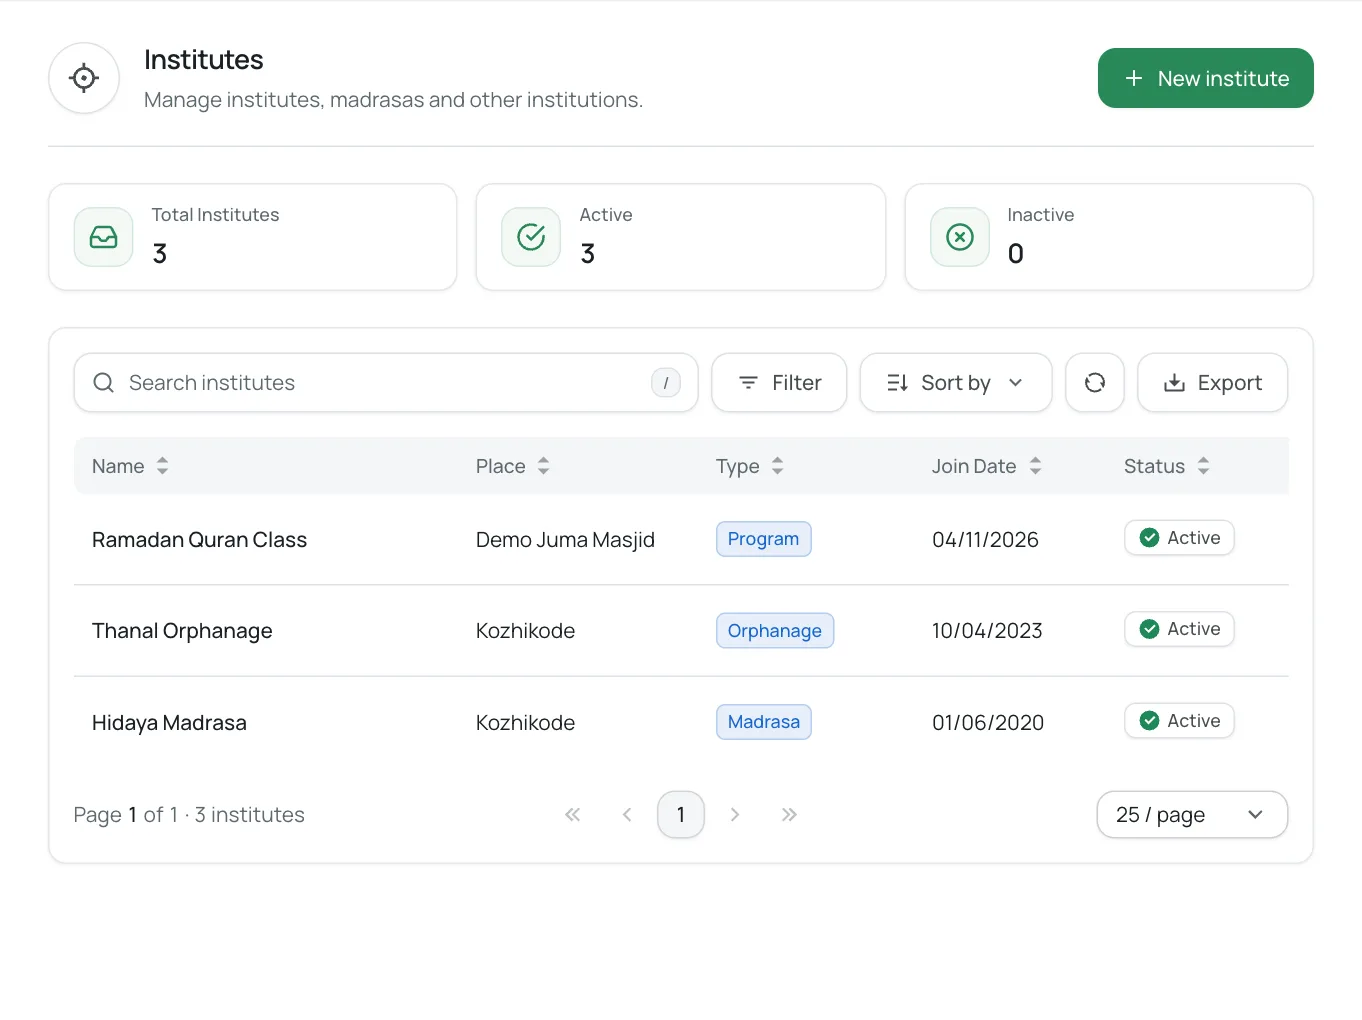 Institutes
Manage institutes, madrasas and other institutions.
New institute
Total Institutes
3
Active
3
Inactive
0
Search institutes /
Filter
Sort by
Export
Name Place Type Join Date Status
Ramadan Quran Class Demo Juma Masjid Program 04/11/2026 Active
Thanal Orphanage Kozhikode Orphanage 10/04/2023 Active
Hidaya Madrasa Kozhikode Madrasa 01/06/2020 Active
Page 1 of 1 · 3 institutes
1
25 / page